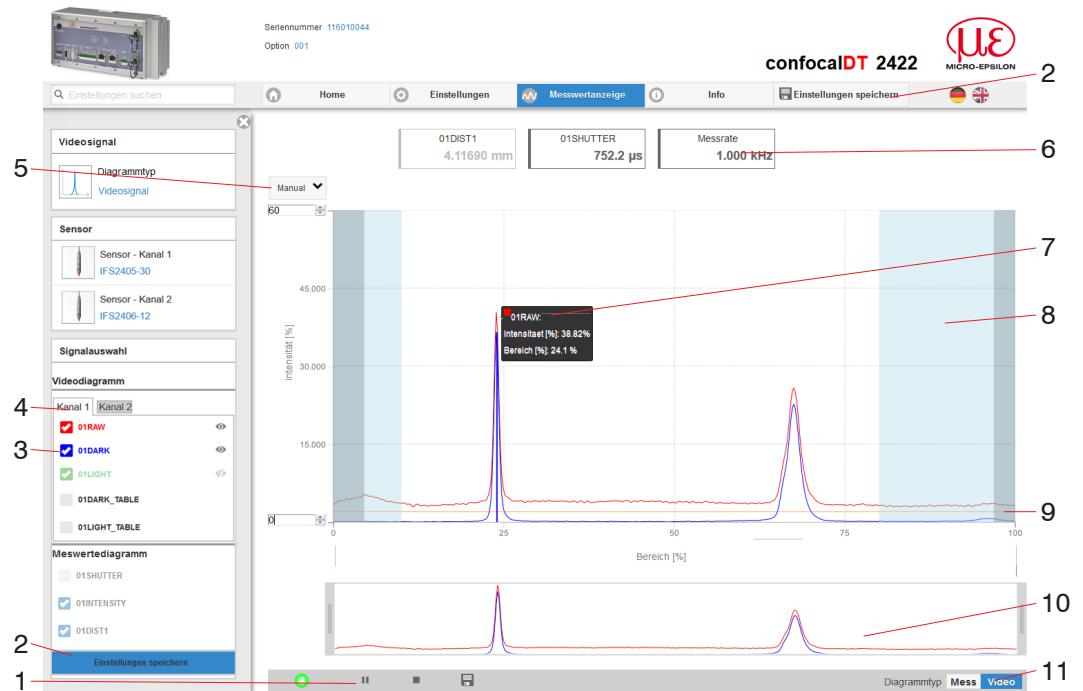 Seriennummer 116010044
Option 001
confocalDT 2422
με
MICRO-EPSILON
2
Einstellungen suchen
Home
Einstellungen
Messwertanzeige
Info
Einstellungen speichern
Videosignal
Diagrammtyp
Videosignal
5
01DIST1
4.11690 mm
01SHUTTER
752.2 µs
Messrate
1.000 kHz
6
Manual
60
Sensor
Sensor - Kanal 1
IFS2405-30
Sensor - Kanal 2
IFS2406-12
7
8
45.000
30.000
15.000
0
Intensität [%]
01RAW:
Intensitaet [%]: 38.82%
Bereich [%]: 24.1 %
Signalauswahl
Videodiagramm
4
Kanal 1
Kanal 2
01RAW
3
01DARK
01LIGHT
01DARK_TABLE
01LIGHT_TABLE
9
0
25
50
75
100
Bereich [%]
Meswertediagramm
01SHUTTER
01INTENSITY
01DIST1
10
2
Einstellungen speichern
1
Diagrammtyp
Mess
Video
11